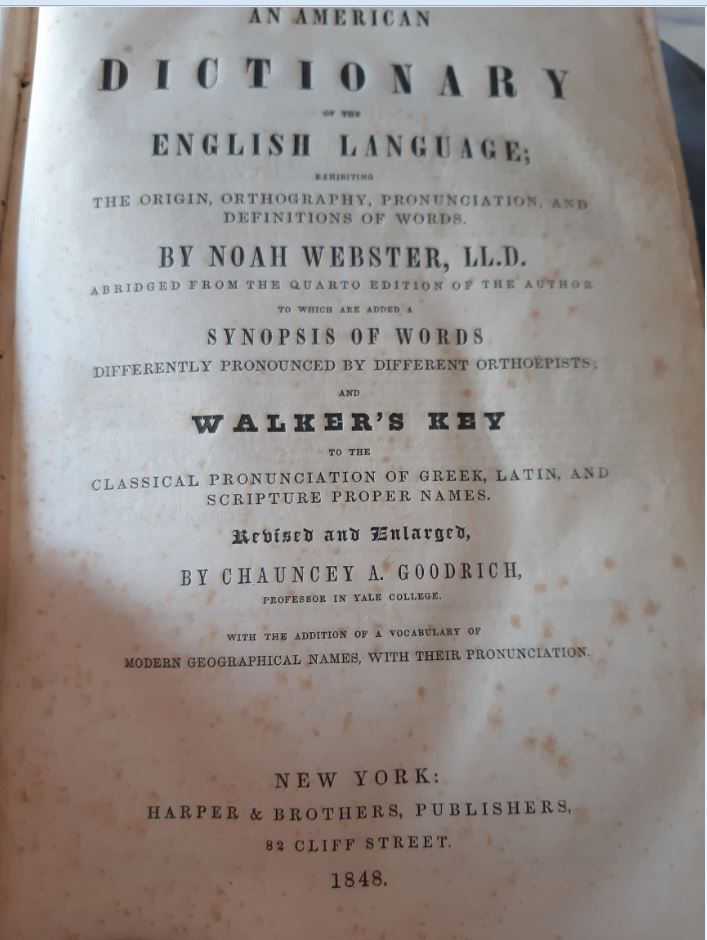 AN AMERICAN
DICTIONARY
OF THE
ENGLISH LANGUAGE;
EXHIBITING
THE ORIGIN, ORTHOGRAPHY, PRONUNCIATION, AND
DEFINITIONS OF WORDS.
BY NOAH WEBSTER, LL.D.
ABRIDGED FROM THE QUARTO EDITION OF THE AUTHOR
TO WHICH ARE ADDED A
SYNOPSIS OF WORDS
DIFFERENTLY PRONOUNCED BY DIFFERENT ORTHOËPISTS;
AND
WALKER'S KEY
TO THE
CLASSICAL PRONUNCIATION OF GREEK, LATIN, AND
SCRIPTURE PROPER NAMES.
Revised and Enlarged,
BY CHAUNCEY A. GOODRICH,
PROFESSOR IN YALE COLLEGE.
WITH THE ADDITION OF A VOCABULARY OF
MODERN GEOGRAPHICAL NAMES, WITH THEIR PRONUNCIATION.
NEW YORK:
HARPER & BROTHERS, PUBLISHERS,
82 CLIFF STREET.
1848.